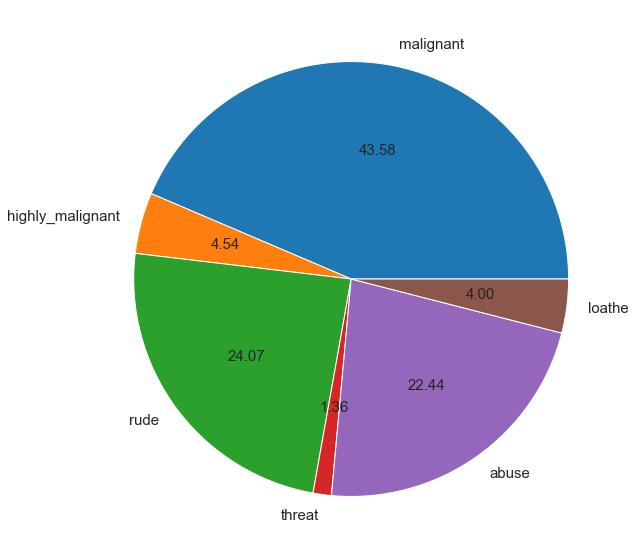 malignant
43.58
highly_malignant
4.54
4.00
loathe
24.07
22.44
1.36
rude
abuse
threat